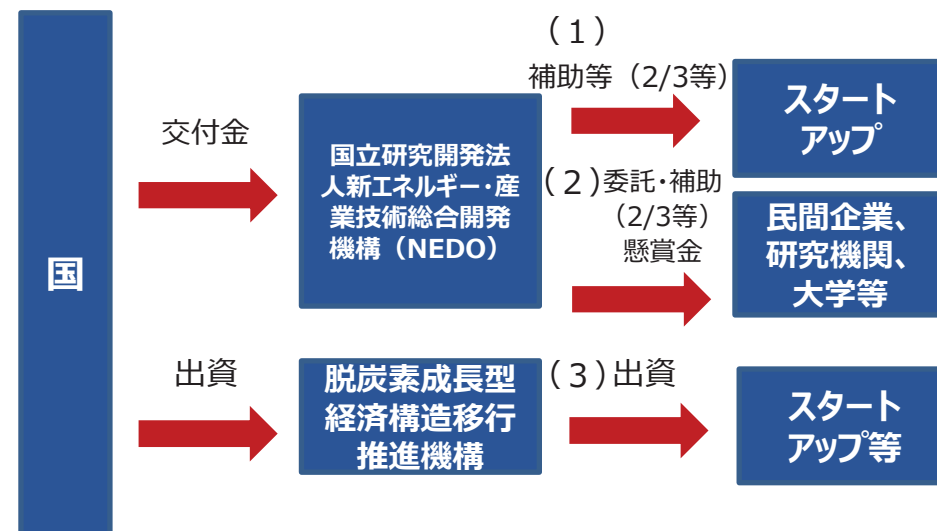 国
交付金
国立研究開発法
人新エネルギー・産
業技術総合開発
機構（NEDO）
（１）
補助等（2/3等）
スタート
アップ
（２）委託・補助
（2/3等）
懸賞金
民間企業、
研究機関、
大学等
出資
脱炭素成長型
経済構造移行
推進機構
（３）出資
スタート
アップ等